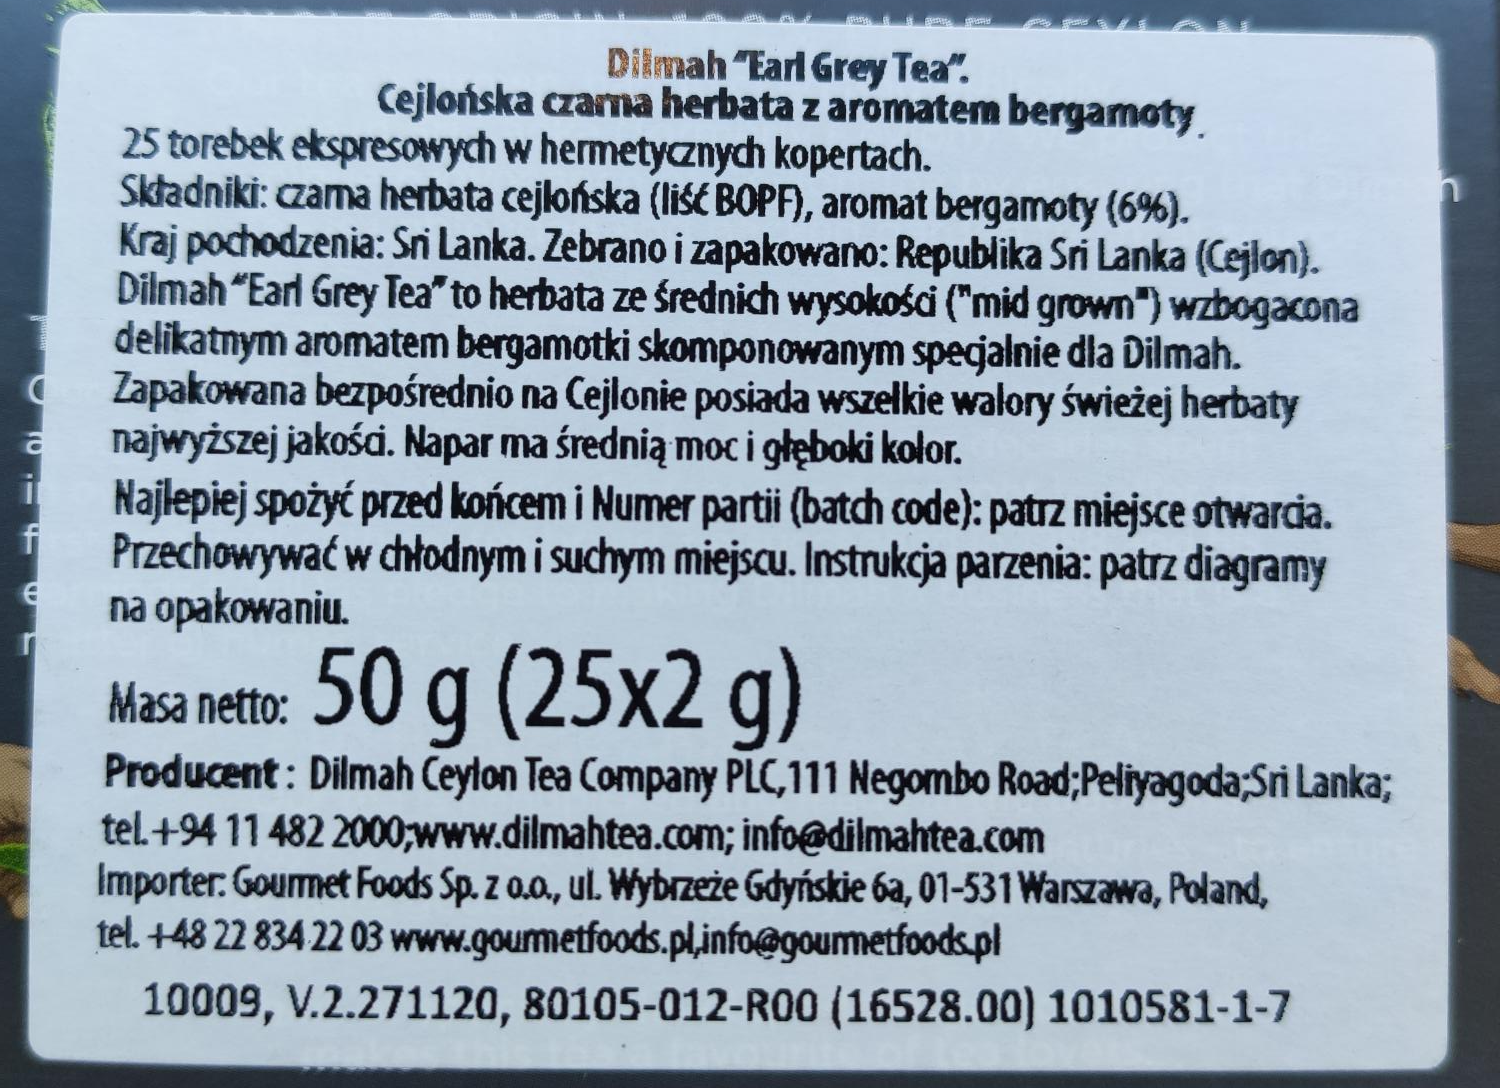 SINGLE ORIGIN 100% PURE CEYLON
Dilmah “Earl Grey Tea”.
Cejlońska czarna herbata z aromatem bergamoty.
25 torebek ekspresowych w hermetycznych kopertach.
Składniki: czarna herbata cejlońska (liść BOPF), aromat bergamoty (6%).
Kraj pochodzenia: Sri Lanka. Zebrano i zapakowano: Republika Sri Lanka (Cejlon).
Dilmah “Earl Grey Tea” to herbata ze średnich wysokości ("mid grown") wzbogacona
delikatnym aromatem bergamotki skomponowanym specjalnie dla Dilmah.
Zapakowana bezpośrednio na Cejlonie posiada wszelkie walory świeżej herbaty
najwyższej jakości. Napar ma średnią moc i głęboki kolor.
Najlepiej spożyć przed końcem i Numer partii (batch code): patrz miejsce otwarcia.
Przechowywać w chłodnym i suchym miejscu. Instrukcja parzenia: patrz diagramy
na opakowaniu.
Masa netto: 50 g (25x2 g)
Producent : Dilmah Ceylon Tea Company PLC,111 Negombo Road;Peliyagoda;Sri Lanka;
tel.+94 11 482 2000;www.dilmahtea.com; info@dilmahtea.com
Importer: Gourmet Foods Sp. z o.o., ul. Wybrzeże Gdyńskie 6a, 01-531 Warszawa, Poland,
tel. +48 22 834 22 03 www.gourmetfoods.pl,info@gourmetfoods.pl
10009, V.2.271120, 80105-012-R00 (16528.00) 1010581-1-7